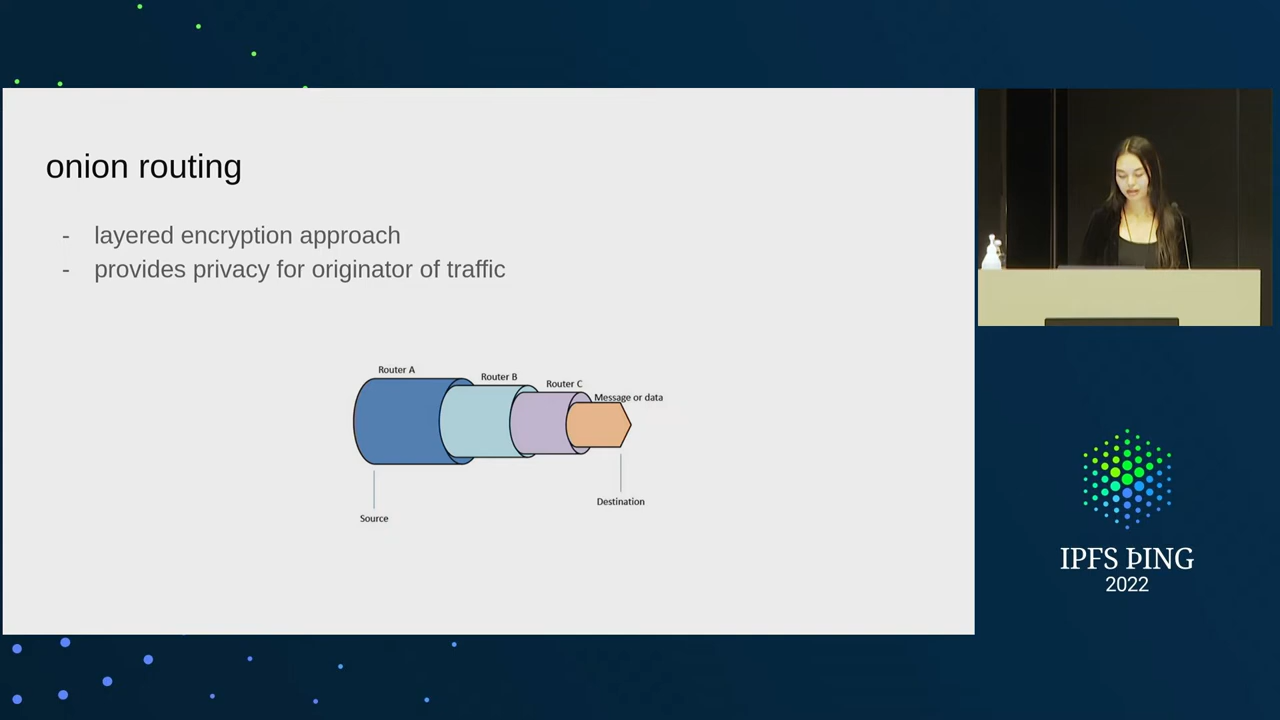 onion routing
- layered encryption approach
- provides privacy for originator of traffic
Router A
Router B
Router C
Message or data
Destination
Source
IPFS ÞING
2022